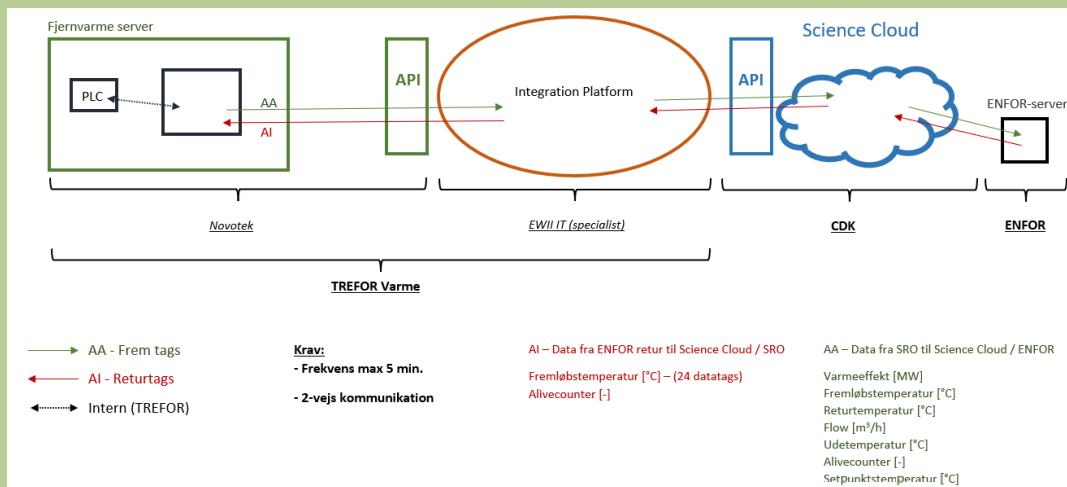 Fjernvarme server
Science Cloud
PLC
AA
AI
API
Integration Platform
API
ENFOR-server
Novotek
EWII IT (specialist)
CDK
ENFOR
TREFOR Varme
AA - Frem tags
AI - Returtags
Intern (TREFOR)
Krav:
- Frekvens max 5 min.
- 2-vejs kommunikation
AI – Data fra ENFOR retur til Science Cloud / SRO
Fremløbstemperatur [°C] – (24 datatags)
Alivecounter [-]
AA – Data fra SRO til Science Cloud / ENFOR
Varmeeffekt [MW]
Fremløbstemperatur [°C]
Returtemperatur [°C]
Flow [m³/h]
Udetemperatur [°C]
Alivecounter [-]
Setpunktstemperatur [°C]